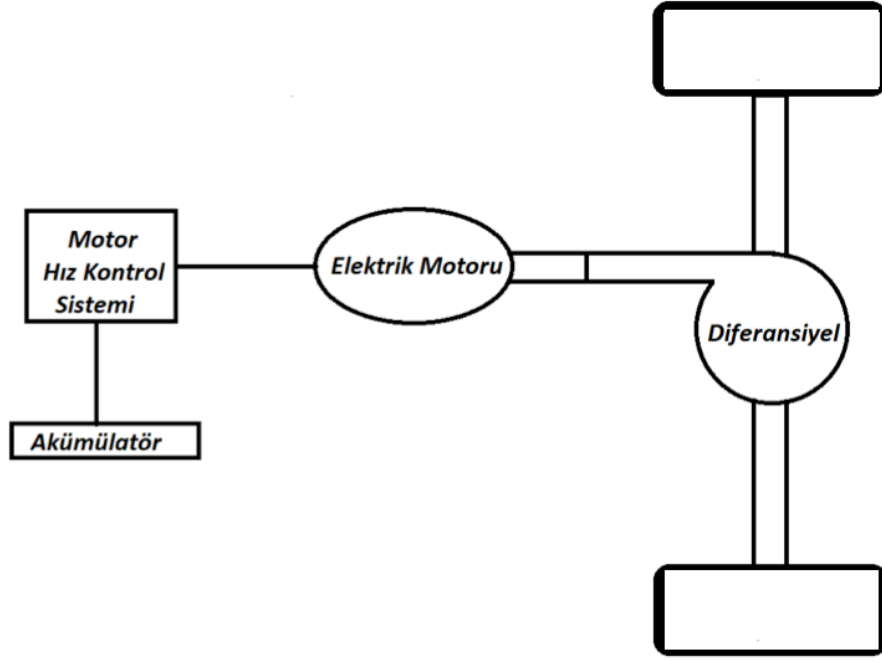 Motor
Hız Kontrol
Sistemi
Elektrik Motoru
Diferansiyel
Akümülatör